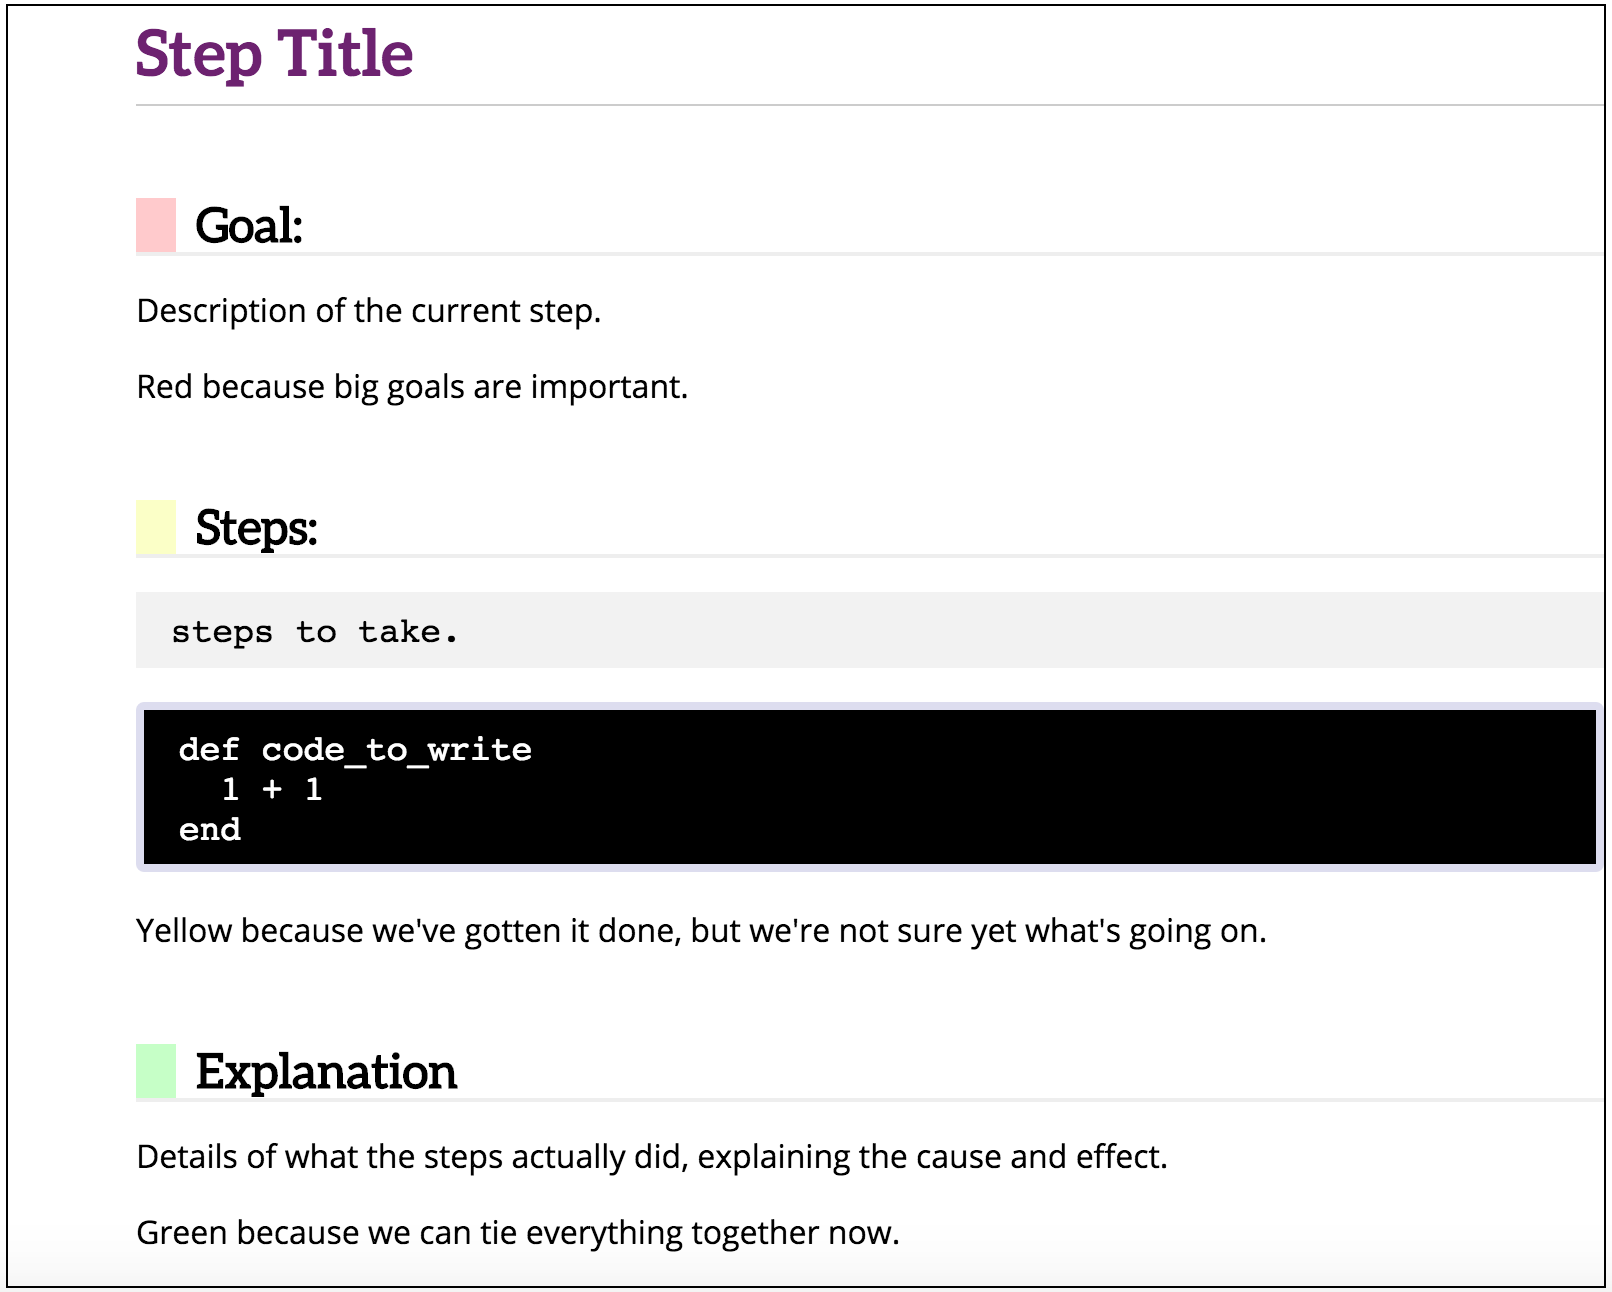 Step Title
Goal:
Description of the current step.
Red because big goals are important.
Steps:
steps to take.
def code_to_write
  1 + 1
end
Yellow because we've gotten it done, but we're not sure yet what's going on.
Explanation
Details of what the steps actually did, explaining the cause and effect.
Green because we can tie everything together now.